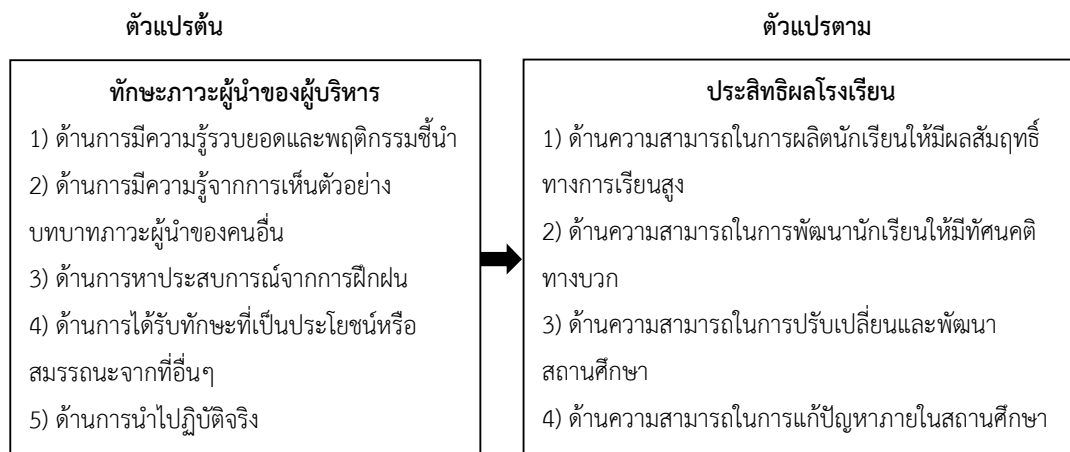 ตัวแปรต้น
ทักษะภาวะผู้นำของผู้บริหาร
1) ด้านการมีความรู้รวบยอดและพฤติกรรมชี้นำ
2) ด้านการมีความรู้จากการเห็นตัวอย่าง
บทบาทภาวะผู้นำของคนอื่น
3) ด้านการหาประสบการณ์จากการฝึกฝน
4) ด้านการได้รับทักษะที่เป็นประโยชน์หรือ
สมรรถนะจากที่อื่นๆ
5) ด้านการนำไปฏิบัติจริง
ตัวแปรตาม
ประสิทธิผลโรงเรียน
1) ด้านความสามารถในการผลิตนักเรียนให้มีผลสัมฤทธิ์
ทางการเรียนสูง
2) ด้านความสามารถในการพัฒนานักเรียนให้มีทัศนคติ
ทางบวก
3) ด้านความสามารถในการปรับเปลี่ยนและพัฒนา
สถานศึกษา
4) ด้านความสามารถในการแก้ปัญหาภายในสถานศึกษา